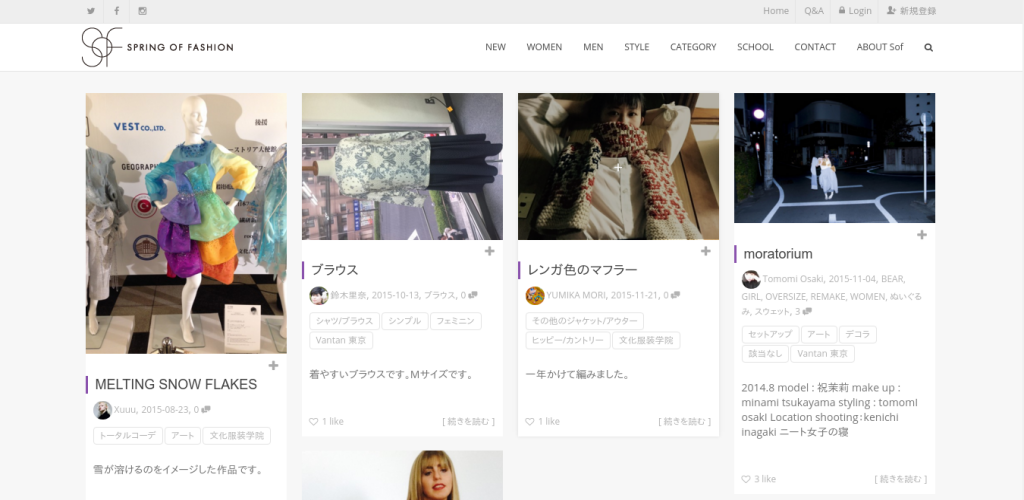 Home
Q&A
Login
新規登録
SOF
SPRING OF FASHION
NEW
WOMEN
MEN
STYLE
CATEGORY
SCHOOL
CONTACT
ABOUT Sof
VEST CO., LTD.
後援
MELTING SNOW FLAKES
Xuuu, 2015-08-23, 0
トータルコーデ
アート
文化服装学院
雪が溶けるのをイメージした作品です。
ブラウス
鈴木里奈, 2015-10-13, ブラウス, 0
シャツ/ブラウス
シンプル
フェミニン
Vantan 東京
着やすいブラウスです。Mサイズです。
1 like
[ 続きを読む ]
レンガ色のマフラー
YUMIKA MORI, 2015-11-21, 0
その他のジャケット/アウター
ヒッピー/カントリー
文化服装学院
一年かけて編みました。
1 like
[ 続きを読む ]
moratorium
Tomomi Osaki, 2015-11-04, BEAR,
GIRL, OVERSIZE, REMAKE, WOMEN, ぬいぐる
み, スウェット, 3
セットアップ
アート
デコラ
該当なし
Vantan 東京
2014.8 model : 祝茉莉 make up :
minami tsukayama styling : tomomi
osaki Location shooting：kenichi
inagaki ニート女子の寝
3 like
[ 続きを読む ]